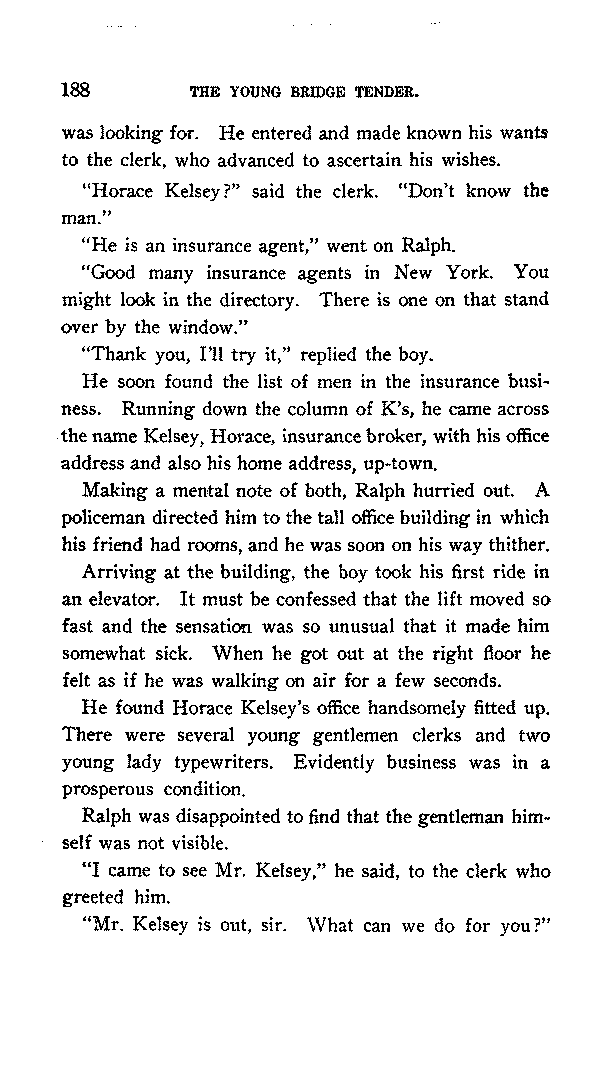 188 THE YOUNG BRIDGE TENDER.
was looking for. He entered and made known his wants
to the clerk, who advanced to ascertain his wishes.
"Horace Kelsey?" said the clerk. "Don't know the
man."
"He is an insurance agent," went on Ralph.
"Good many insurance agents in New York. You
might look in the directory. There is one on that stand
over by the window."
"Thank you, I'll try it," replied the boy.
He soon found the list of men in the insurance busi-
ness. Running down the column of K's, he came across
the name Kelsey, Horace, insurance broker, with his office
address and also his home address, up-town.
Making a mental note of both, Ralph hurried out. A
policeman directed him to the tall office building in which
his friend had rooms, and he was soon on his way thither.
Arriving at the building, the boy took his first ride in
an elevator. It must be confessed that the lift moved so
fast and the sensation was so unusual that it made him
somewhat sick. When he got out at the right floor he
felt as if he was walking on air for a few seconds.
He found Horace Kelsey's office handsomely fitted up.
There were several young gentlemen clerks and two
young lady typewriters. Evidently business was in a
prosperous condition.
Ralph was disappointed to find that the gentleman him-
self was not visible.
"I came to see Mr. Kelsey," he said, to the clerk who
greeted him.
"Mr. Kelsey is out, sir. What can we do for you?"